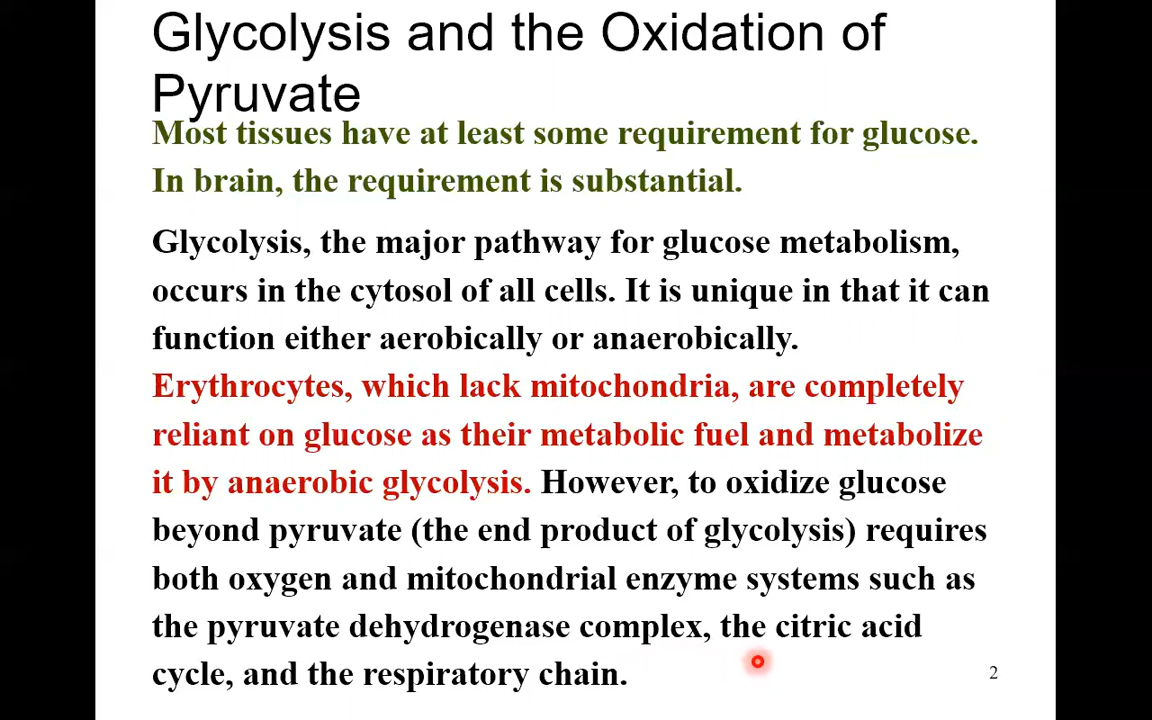 Glycolysis and the Oxidation of
Pyruvate
Most tissues have at least some requirement for glucose.
In brain, the requirement is substantial.
Glycolysis, the major pathway for glucose metabolism,
occurs in the cytosol of all cells. It is unique in that it can
function either aerobically or anaerobically.
Erythrocytes, which lack mitochondria, are completely
reliant on glucose as their metabolic fuel and metabolize
it by anaerobic glycolysis. However, to oxidize glucose
beyond pyruvate (the end product of glycolysis) requires
both oxygen and mitochondrial enzyme systems such as
the pyruvate dehydrogenase complex, the citric acid
cycle, and the respiratory chain.
2